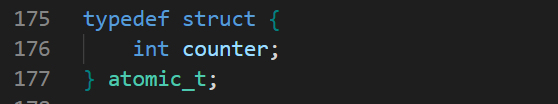 175 typedef struct {
176     int counter;
177 } atomic_t;